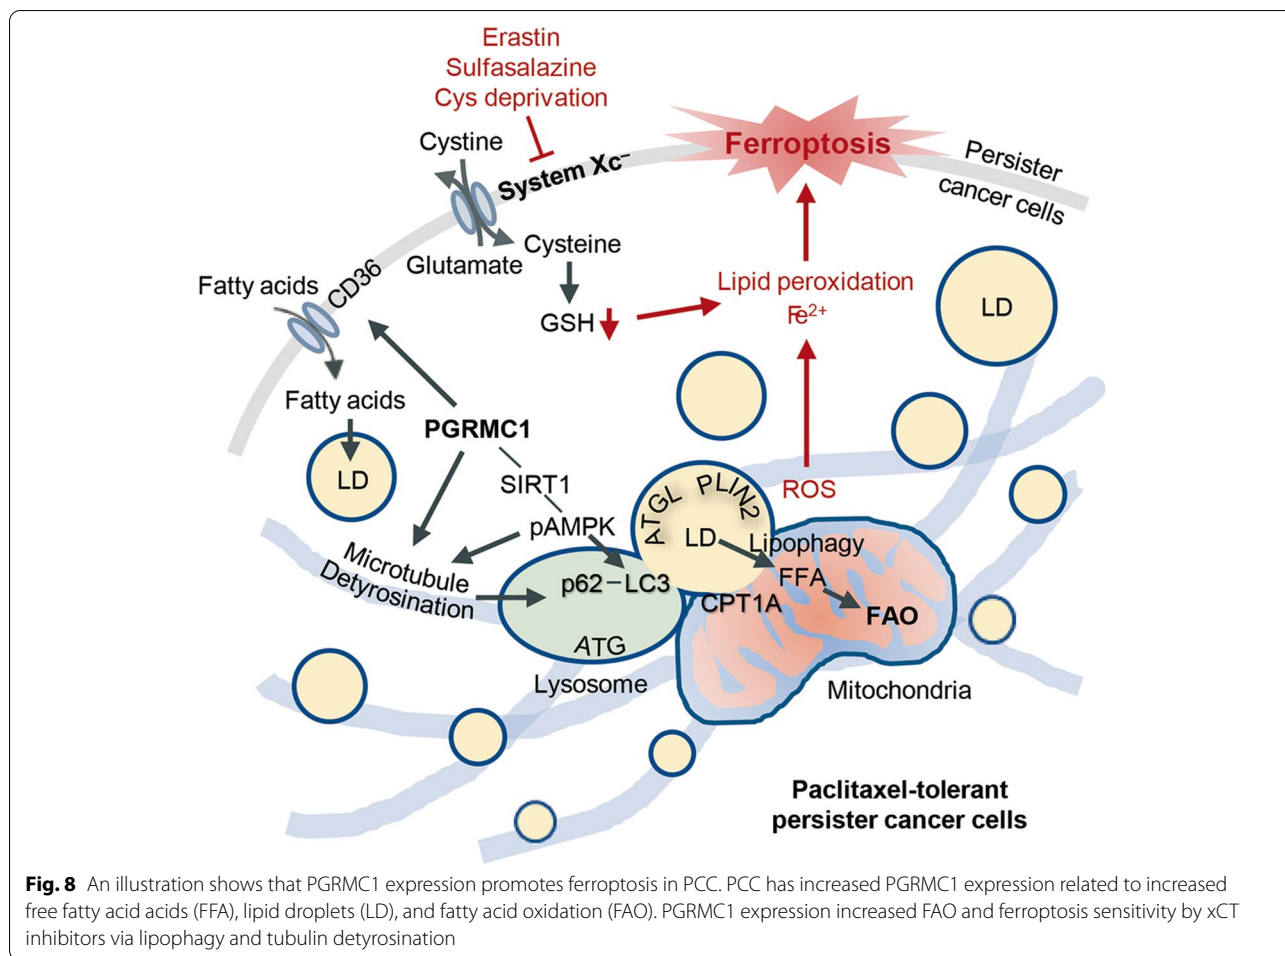 Erastin
Sulfasalazine
Cys deprivation
Cystine
System Xc⁻
Ferroptosis
Persister
cancer cells
Cysteine
Glutamate
Fatty acids
CD36
GSH
Lipid peroxidation
Fe²⁺
LD
Fatty acids
LD
PGRMC1
SIRT1
pAMPK
ROS
ATGL PLIN2
LD
Lipophagy
FFA
FAO
CPT1A
Microtubule
Detyrosination
p62–LC3
ATG
Lysosome
Mitochondria
Paclitaxel-tolerant
persister cancer cells
Fig. 8 An illustration shows that PGRMC1 expression promotes ferroptosis in PCC. PCC has increased PGRMC1 expression related to increased
free fatty acid acids (FFA), lipid droplets (LD), and fatty acid oxidation (FAO). PGRMC1 expression increased FAO and ferroptosis sensitivity by xCT
inhibitors via lipophagy and tubulin detyrosination